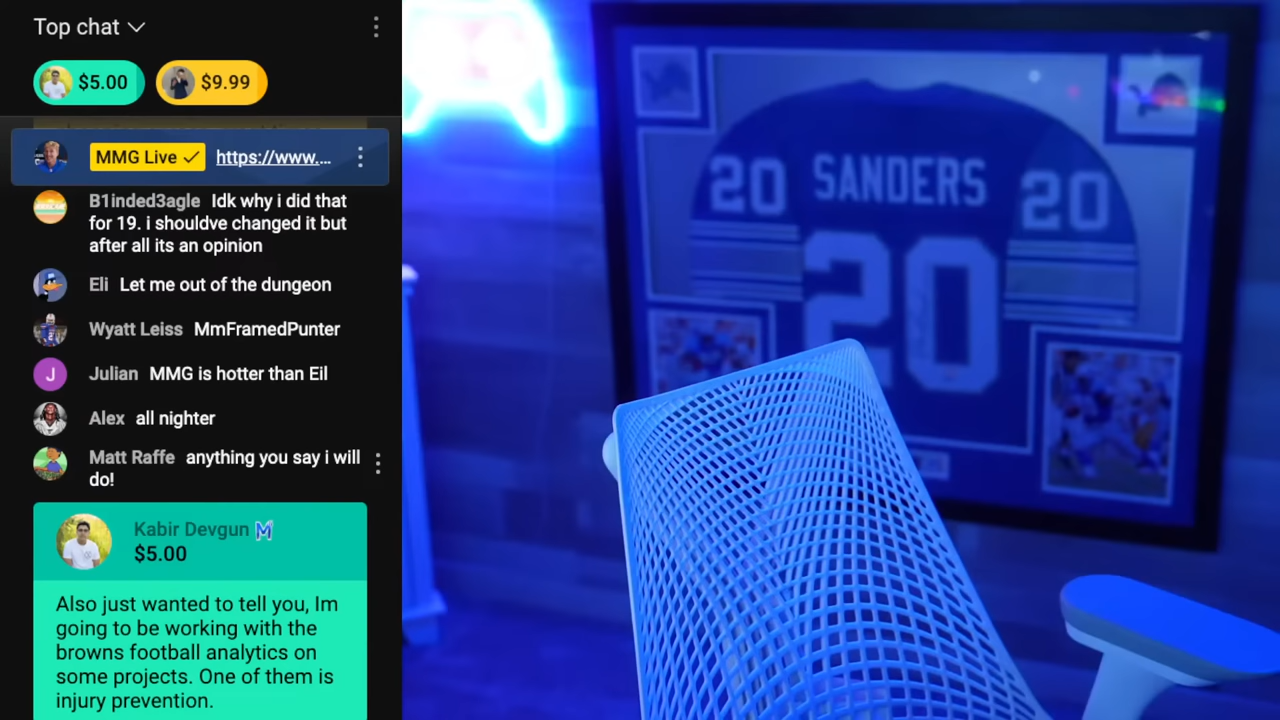 Top chat
$5.00
$9.99
MMG Live
https://www....
B1inded3agle Idk why i did that
for 19. i shouldve changed it but
after all its an opinion
Eli Let me out of the dungeon
Wyatt Leiss MmFramedPunter
Julian MMG is hotter than Eil
Alex all nighter
Matt Raffe anything you say i will
do!
Kabir Devgun M
$5.00
Also just wanted to tell you, Im
going to be working with the
browns football analytics on
some projects. One of them is
injury prevention.
J
20
SANDERS
20
20